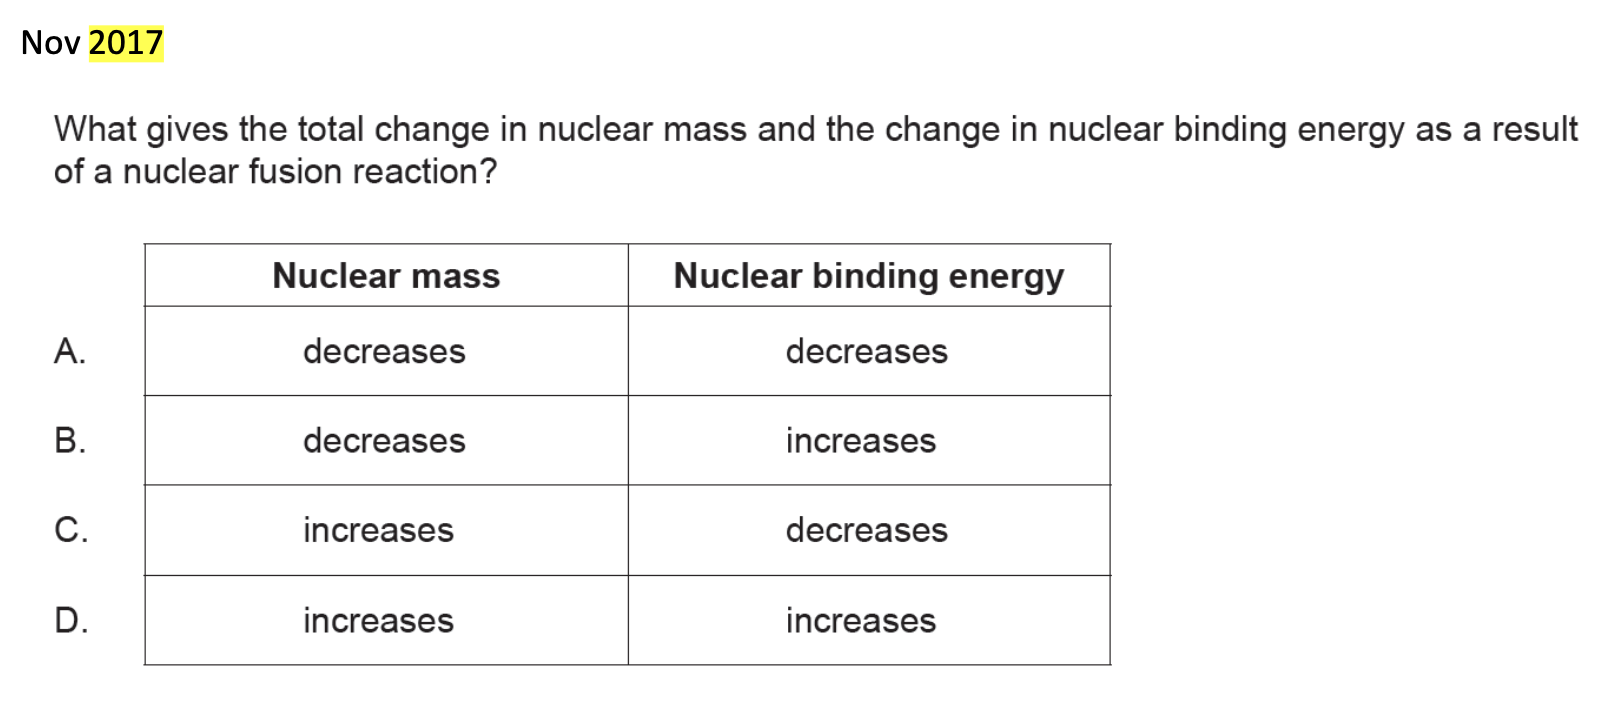 Nov 2017
What gives the total change in nuclear mass and the change in nuclear binding energy as a result
of a nuclear fusion reaction?
Nuclear mass Nuclear binding energy
A. decreases decreases
B. decreases increases
C. increases decreases
D. increases increases